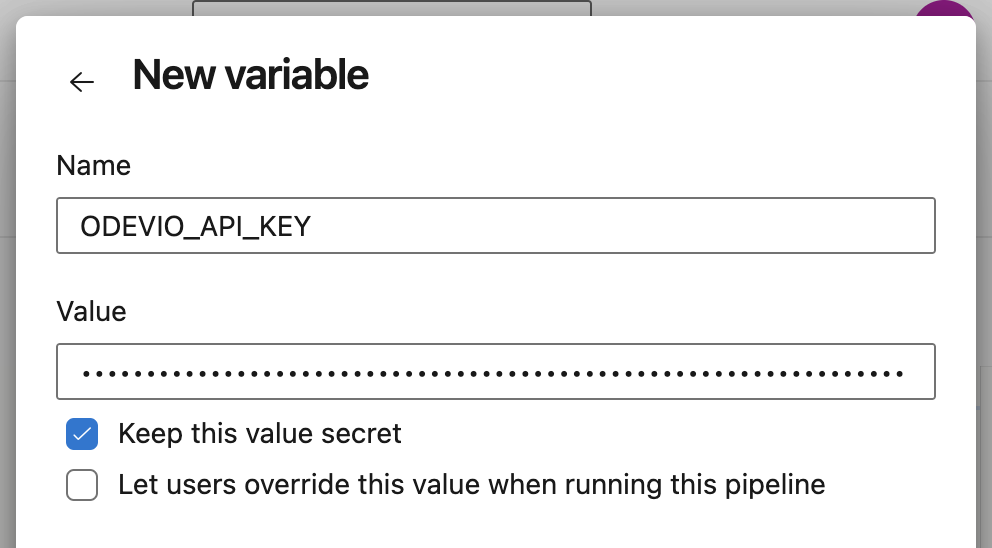 New variable
Name
ODEVIO_API_KEY
Value
Keep this value secret
Let users override this value when running this pipeline